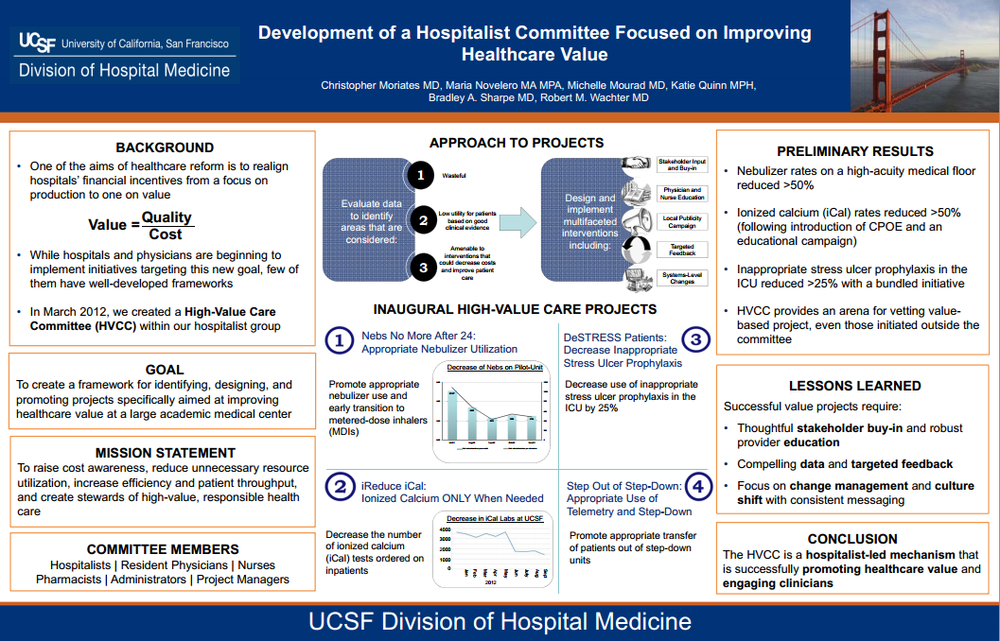 UCSF University of California, San Francisco
Division of Hospital Medicine
Development of a Hospitalist Committee Focused on Improving
Healthcare Value
Christopher Moriates MD, Maria Novelero MA MPA, Michelle Mourad MD, Katie Quinn MPH,
Bradley A. Sharpe MD, Robert M. Wachter MD
BACKGROUND
• One of the aims of healthcare reform is to realign
hospitals' financial incentives from a focus on
production to one on value
Value = Quality
Cost
• While hospitals and physicians are beginning to
implement initiatives targeting this new goal, few of
them have well-developed frameworks
• In March 2012, we created a High-Value Care
Committee (HVCC) within our hospitalist group
GOAL
To create a framework for identifying, designing, and
promoting projects specifically aimed at improving
healthcare value at a large academic medical center
MISSION STATEMENT
To raise cost awareness, reduce unnecessary resource
utilization, increase efficiency and patient throughput,
and create stewards of high-value, responsible health
care
COMMITTEE MEMBERS
Hospitalists | Resident Physicians | Nurses
Pharmacists | Administrators | Project Managers
APPROACH TO PROJECTS
Evaluate data
to identify
areas that are
considered:
1
Wasteful
2
Low utility for patients
based on good
clinical evidence
3
Amenable to
interventions that
could decrease costs
and improve patient
care
Design and
implement
multifaceted
interventions
including:
Stakeholder Input
and Buy-in
Physician and
Nurse Education
Local Publicity
Campaign
Targeted
Feedback
Systems-Level
Changes
INAUGURAL HIGH-VALUE CARE PROJECTS
1
Nebs No More After 24:
Appropriate Nebulizer Utilization
Promote appropriate
nebulizer use and
early transition to
metered-dose inhalers
(MDIs)
Decrease of Nebs on Pilot-Unit
2
iReduce iCal:
Ionized Calcium ONLY When Needed
Decrease the number
of ionized calcium
(iCal) tests ordered on
inpatients
Decrease in iCal Labs at UCSF
4000
3000
2000
1000
0
Jan Feb Mar Apr May Jun July Aug Sept
2012
DeSTRESS Patients:
Decrease Inappropriate
Stress Ulcer Prophylaxis
3
Decrease use of inappropriate
stress ulcer prophylaxis in the
ICU by 25%
Step Out of Step-Down:
Appropriate Use of
Telemetry and Step-Down
4
Promote appropriate transfer
of patients out of step-down
units
PRELIMINARY RESULTS
• Nebulizer rates on a high-acuity medical floor
reduced >50%
• Ionized calcium (iCal) rates reduced >50%
(following introduction of CPOE and an
educational campaign)
• Inappropriate stress ulcer prophylaxis in the
ICU reduced >25% with a bundled initiative
• HVCC provides an arena for vetting value-
based project, even those initiated outside the
committee
LESSONS LEARNED
Successful value projects require:
• Thoughtful stakeholder buy-in and robust
provider education
• Compelling data and targeted feedback
• Focus on change management and culture
shift with consistent messaging
CONCLUSION
The HVCC is a hospitalist-led mechanism that
is successfully promoting healthcare value and
engaging clinicians
UCSF Division of Hospital Medicine